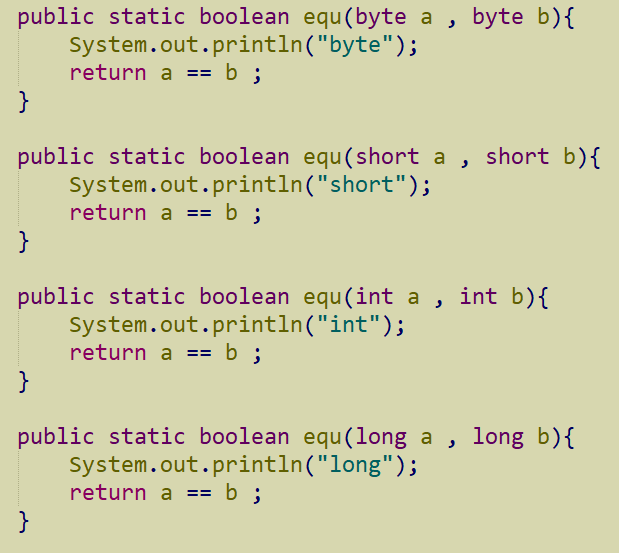 public static boolean equ(byte a , byte b){
System.out.println("byte");
return a == b ;
}
public static boolean equ(short a , short b){
System.out.println("short");
return a == b ;
}
public static boolean equ(int a , int b){
System.out.println("int");
return a == b ;
}
public static boolean equ(long a , long b){
System.out.println("long");
return a == b ;
}